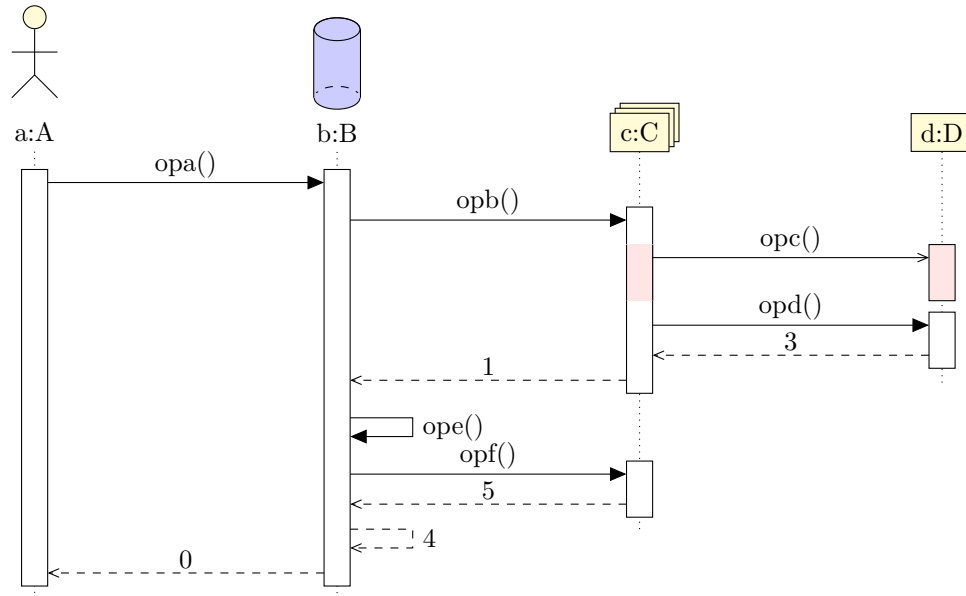 a:A
b:B
c:C
d:D
opa()
opb()
opc()
opd()
3
1
ope()
opf()
5
4
0